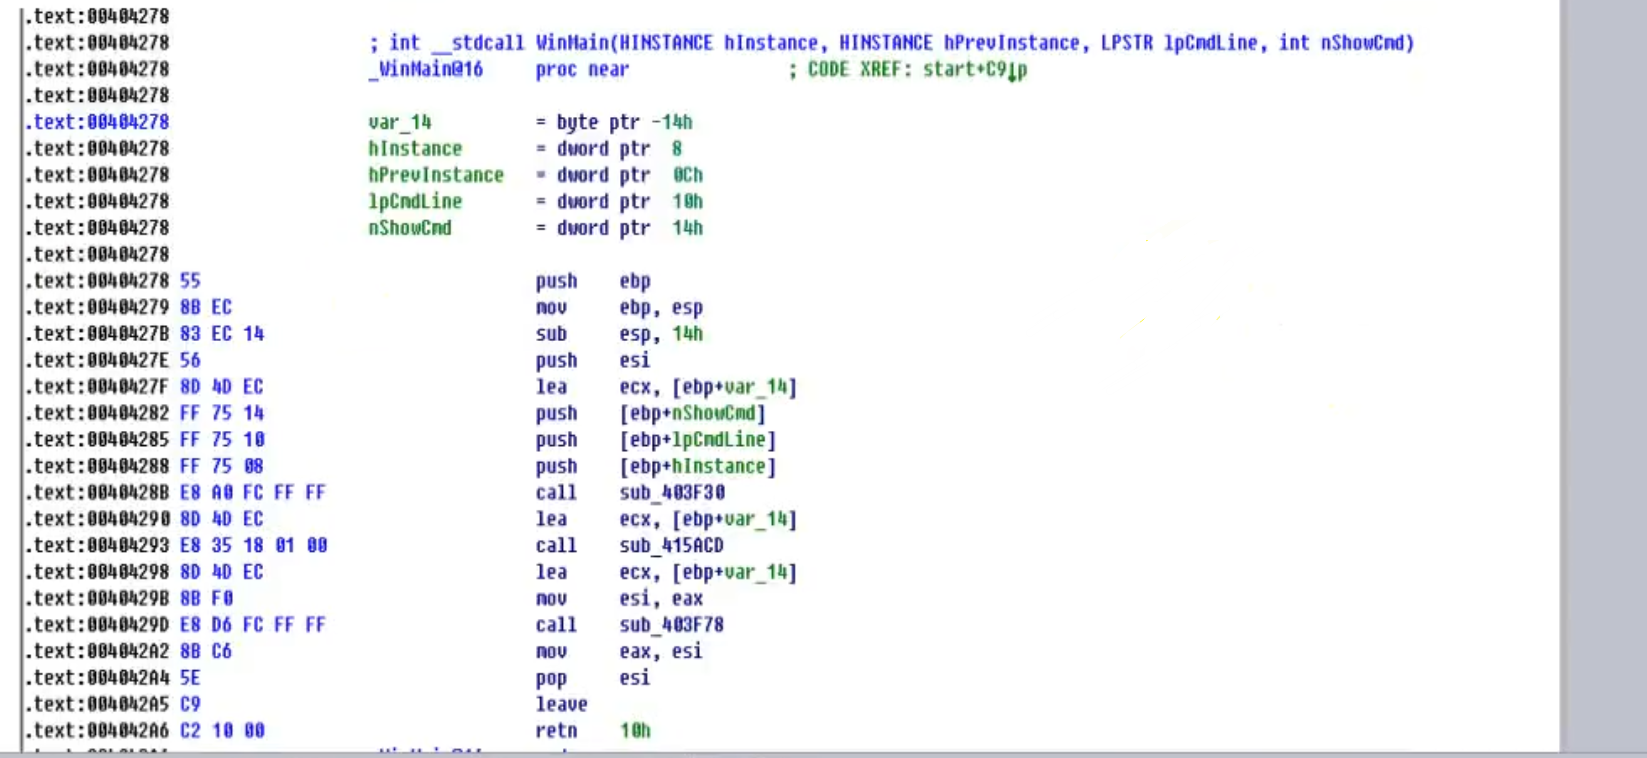 .text:00404278
.text:00404278 ; int __stdcall WinMain(HINSTANCE hInstance, HINSTANCE hPrevInstance, LPSTR lpCmdLine, int nShowCmd)
.text:00404278 _WinMain@16 proc near ; CODE XREF: start+C9↓p
.text:00404278
.text:00404278 var_14 = byte ptr -14h
.text:00404278 hInstance = dword ptr 8
.text:00404278 hPrevInstance = dword ptr 0Ch
.text:00404278 lpCmdLine = dword ptr 10h
.text:00404278 nShowCmd = dword ptr 14h
.text:00404278
.text:00404278 55 push ebp
.text:00404279 8B EC mov ebp, esp
.text:0040427B 83 EC 14 sub esp, 14h
.text:0040427E 56 push esi
.text:0040427F 8D 4D EC lea ecx, [ebp+var_14]
.text:00404282 FF 75 14 push [ebp+nShowCmd]
.text:00404285 FF 75 10 push [ebp+lpCmdLine]
.text:00404288 FF 75 08 push [ebp+hInstance]
.text:0040428B E8 A0 FC FF FF call sub_403F30
.text:00404290 8D 4D EC lea ecx, [ebp+var_14]
.text:00404293 E8 35 18 01 00 call sub_415ACD
.text:00404298 8D 4D EC lea ecx, [ebp+var_14]
.text:0040429B 8B F0 mov esi, eax
.text:0040429D E8 D6 FC FF FF call sub_403F78
.text:004042A2 8B C6 mov eax, esi
.text:004042A4 5E pop esi
.text:004042A5 C9 leave
.text:004042A6 C2 10 00 retn 10h